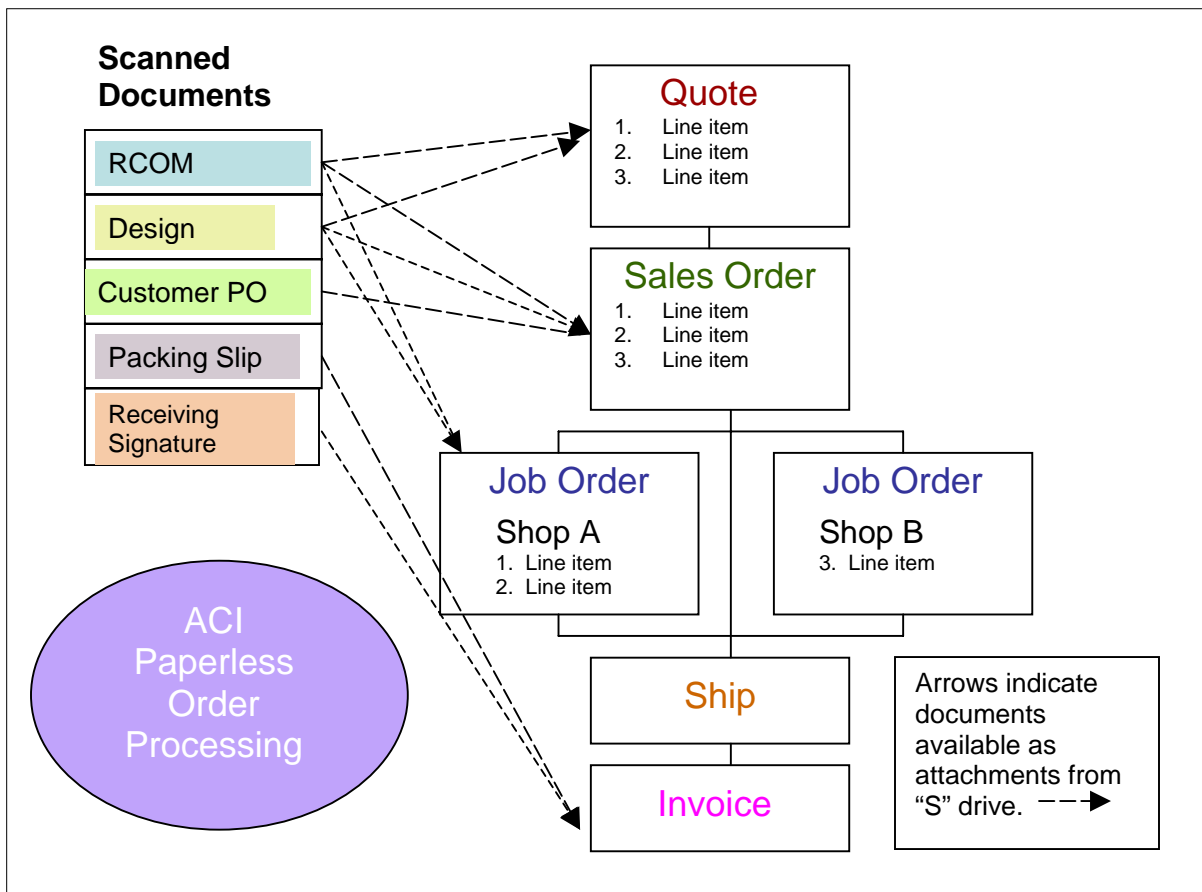 Scanned
Documents
RCOM
Design
Customer PO
Packing Slip
Receiving
Signature
Quote
1. Line item
2. Line item
3. Line item
Sales Order
1. Line item
2. Line item
3. Line item
Job Order
Shop A
1. Line item
2. Line item
Job Order
Shop B
3. Line item
ACI
Paperless
Order
Processing
Ship
Invoice
Arrows indicate
documents
available as
attachments from
“S” drive.